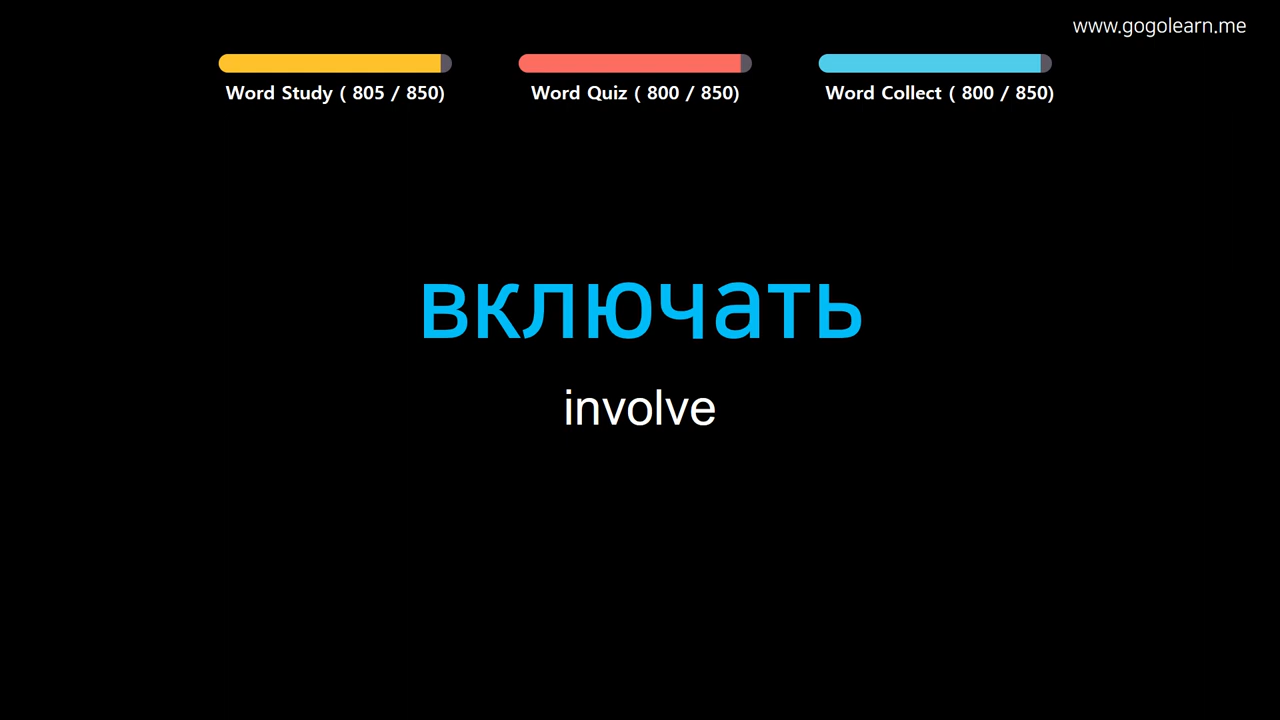 www.gogolearn.me
Word Study ( 805 / 850)
Word Quiz ( 800 / 850)
Word Collect ( 800 / 850)
включать
involve